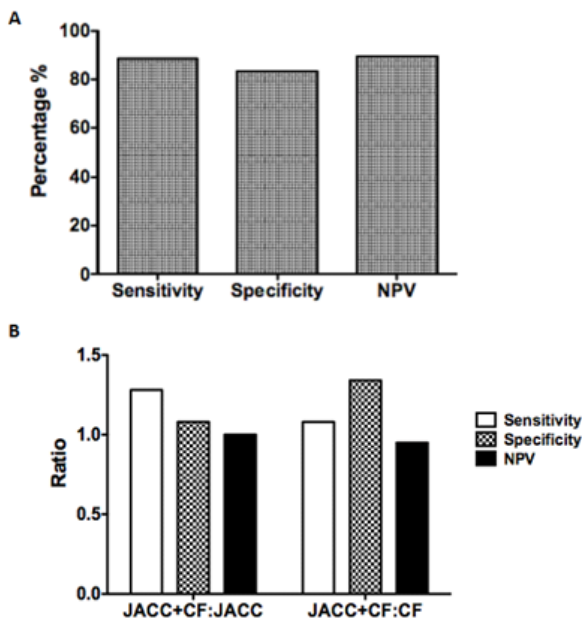 A
Percentage %
100
80
60
40
20
0
Sensitivity Specificity NPV
B
Ratio
1.5
1.0
0.5
0.0
JACC+CF:JACC JACC+CF:CF
Sensitivity
Specificity
NPV